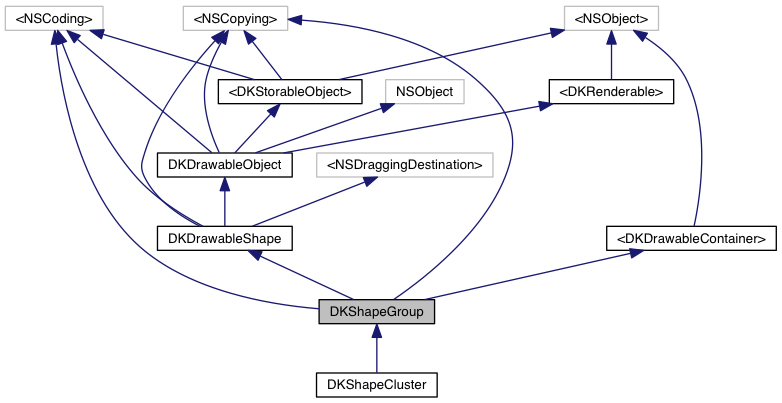 <NSCoding>
<NSCopying>
<NSObject>
<DKStorableObject>
NSObject
<DKRenderable>
DKDrawableObject
<NSDraggingDestination>
DKDrawableShape
<DKDrawableContainer>
DKShapeGroup
DKShapeCluster